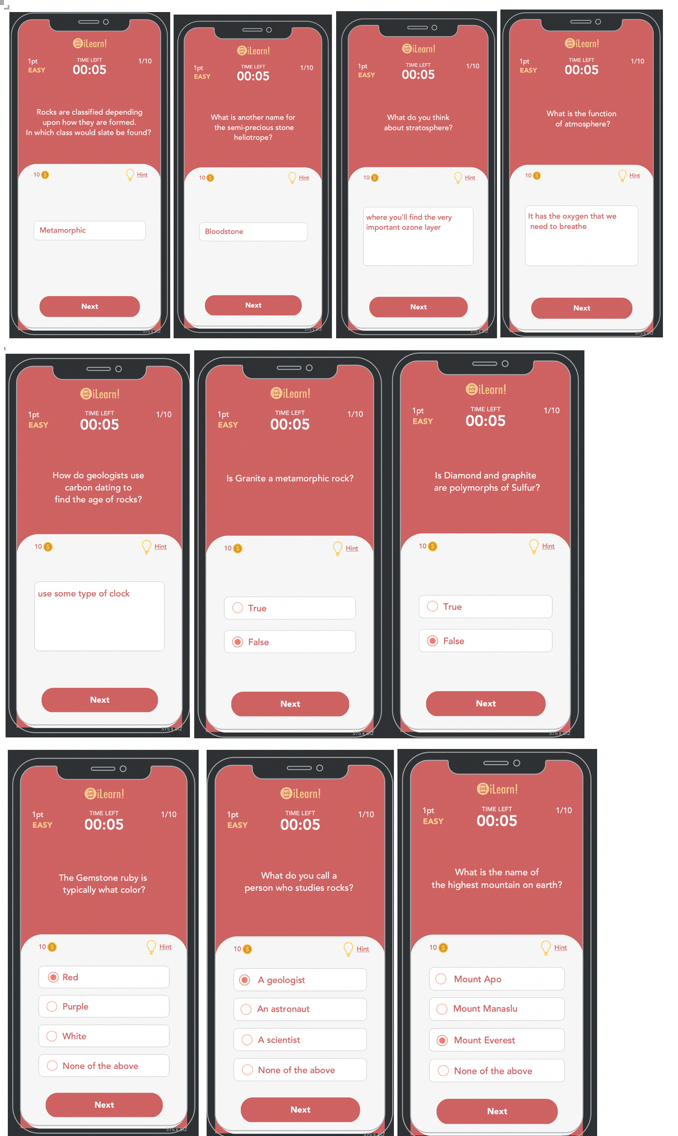 iLearn!
1pt
TIME LEFT
1/10
EASY
00:05
Rocks are classified depending
upon how they are formed.
In which class would slate be found?
10
Hint
Metamorphic
Next
iLearn!
1pt
TIME LEFT
1/10
EASY
00:05
What is another name for
the semi-precious stone
heliotrope?
10
Hint
Bloodstone
Next
iLearn!
1pt
TIME LEFT
1/10
EASY
00:05
What do you think
about stratosphere?
10
Hint
where you'll find the very
important ozone layer
Next
iLearn!
1pt
TIME LEFT
1/10
EASY
00:05
What is the function
of atmosphere?
10
Hint
It has the oxygen that we
need to breathe
Next
iLearn!
1pt
TIME LEFT
1/10
EASY
00:05
How do geologists use
carbon dating to
find the age of rocks?
10
Hint
use some type of clock
Next
iLearn!
1pt
TIME LEFT
1/10
EASY
00:05
Is Granite a metamorphic rock?
10
Hint
True
False
Next
iLearn!
1pt
TIME LEFT
1/10
EASY
00:05
Is Diamond and graphite
are polymorphs of Sulfur?
10
Hint
True
False
Next
iLearn!
1pt
TIME LEFT
1/10
EASY
00:05
The Gemstone ruby is
typically what color?
10
Hint
Red
Purple
White
None of the above
Next
iLearn!
1pt
TIME LEFT
1/10
EASY
00:05
What do you call a
person who studies rocks?
10
Hint
A geologist
An astronaut
A scientist
None of the above
Next
iLearn!
1pt
TIME LEFT
1/10
EASY
00:05
What is the name of
the highest mountain on earth?
10
Hint
Mount Apo
Mount Manaslu
Mount Everest
None of the above
Next